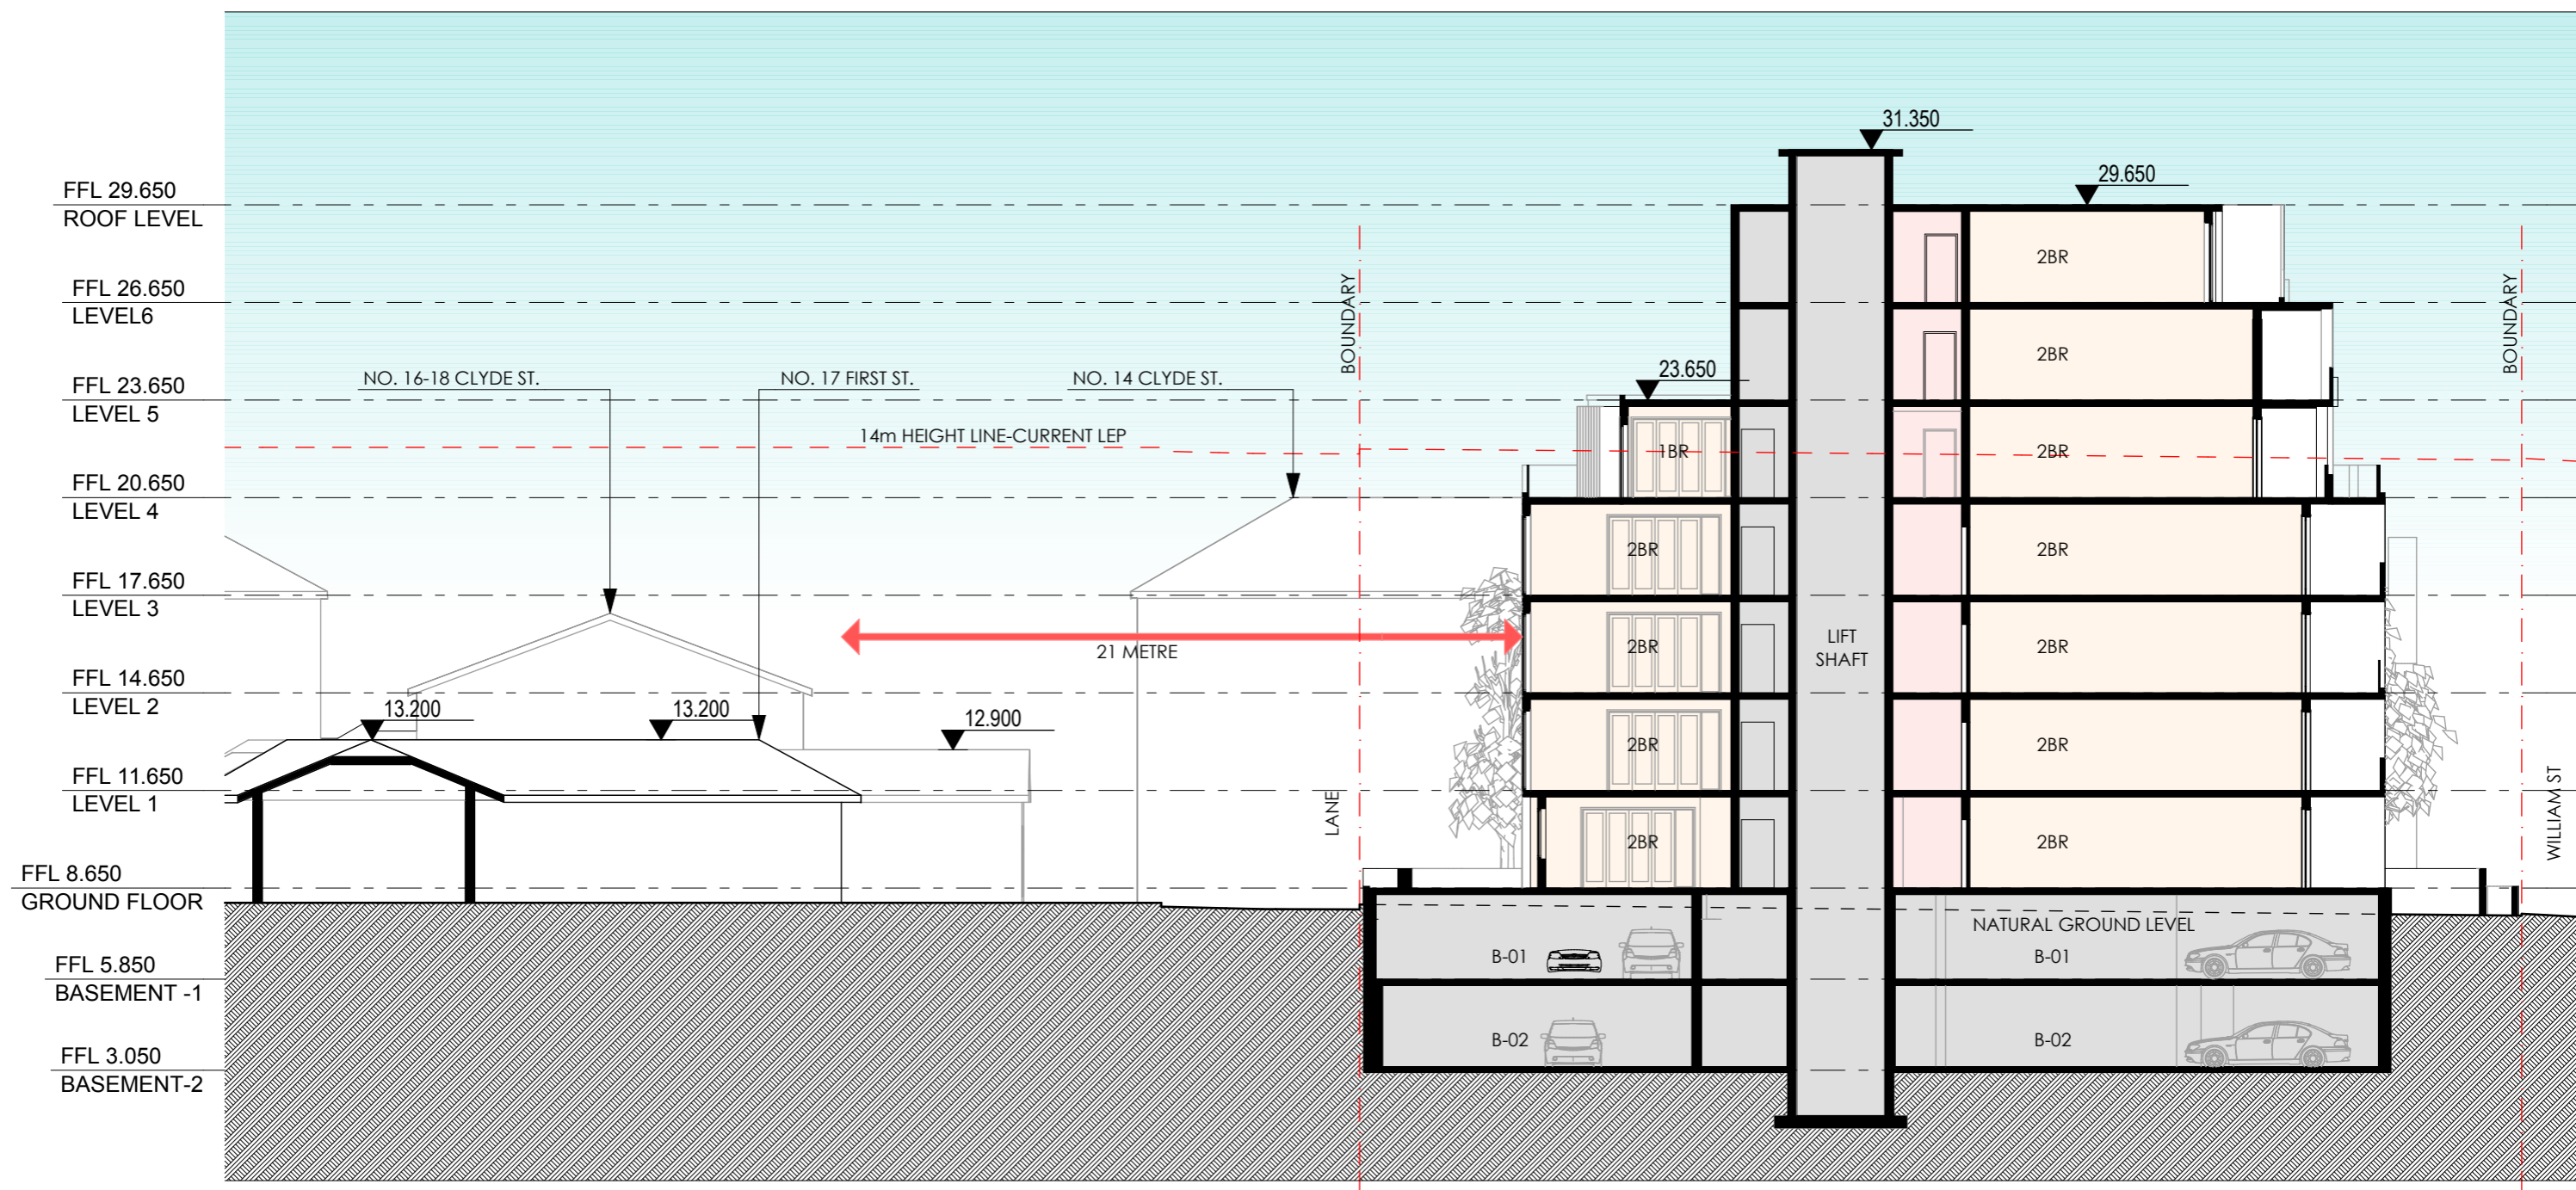 31.350
FFL 29.650
ROOF LEVEL
29.650
2BR
FFL 26.650
LEVEL6
BOUNDARY
BOUNDARY
2BR
FFL 23.650
LEVEL 5
NO. 16-18 CLYDE ST.
NO. 17 FIRST ST.
NO. 14 CLYDE ST.
23.650
14m HEIGHT LINE-CURRENT LEP
1BR
2BR
FFL 20.650
LEVEL 4
2BR
2BR
FFL 17.650
LEVEL 3
21 METRE
2BR
LIFT
SHAFT
2BR
FFL 14.650
LEVEL 2
13.200
13.200
12.900
2BR
2BR
FFL 11.650
LEVEL 1
LANE
WILLIAM ST
2BR
2BR
FFL 8.650
GROUND FLOOR
NATURAL GROUND LEVEL
B-01
B-01
FFL 5.850
BASEMENT -1
B-02
B-02
FFL 3.050
BASEMENT-2